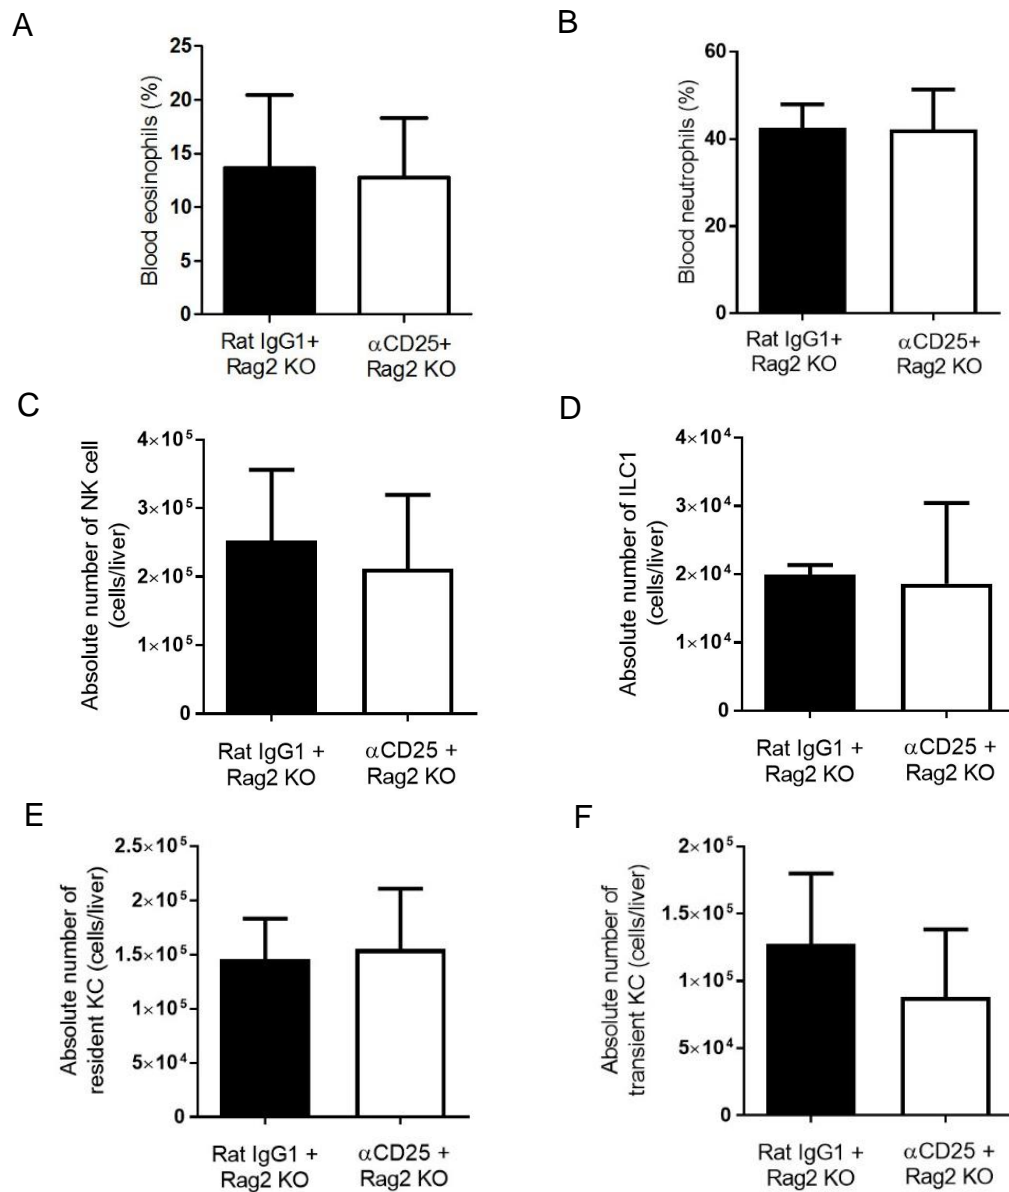 A
Blood eosinophils (%)
25
20
15
10
5
0
Rat IgG1+
Rag2 KO
αCD25+
Rag2 KO
B
Blood neutrophils (%)
60
40
20
0
Rat IgG1+
Rag2 KO
αCD25+
Rag2 KO
C
Absolute number of NK cell
(cells/liver)
4×10⁵
3×10⁵
2×10⁵
1×10⁵
0
Rat IgG1 +
Rag2 KO
αCD25 +
Rag2 KO
D
Absolute number of ILC1
(cells/liver)
4×10⁴
3×10⁴
2×10⁴
1×10⁴
0
Rat IgG1 +
Rag2 KO
αCD25 +
Rag2 KO
E
Absolute number of
resident KC (cells/liver)
2.5×10⁵
2×10⁵
1.5×10⁵
1×10⁵
5×10⁴
0
Rat IgG1 +
Rag2 KO
αCD25 +
Rag2 KO
F
Absolute number of
transient KC (cells/liver)
2×10⁵
1.5×10⁵
1×10⁵
5×10⁴
0
Rat IgG1 +
Rag2 KO
αCD25 +
Rag2 KO